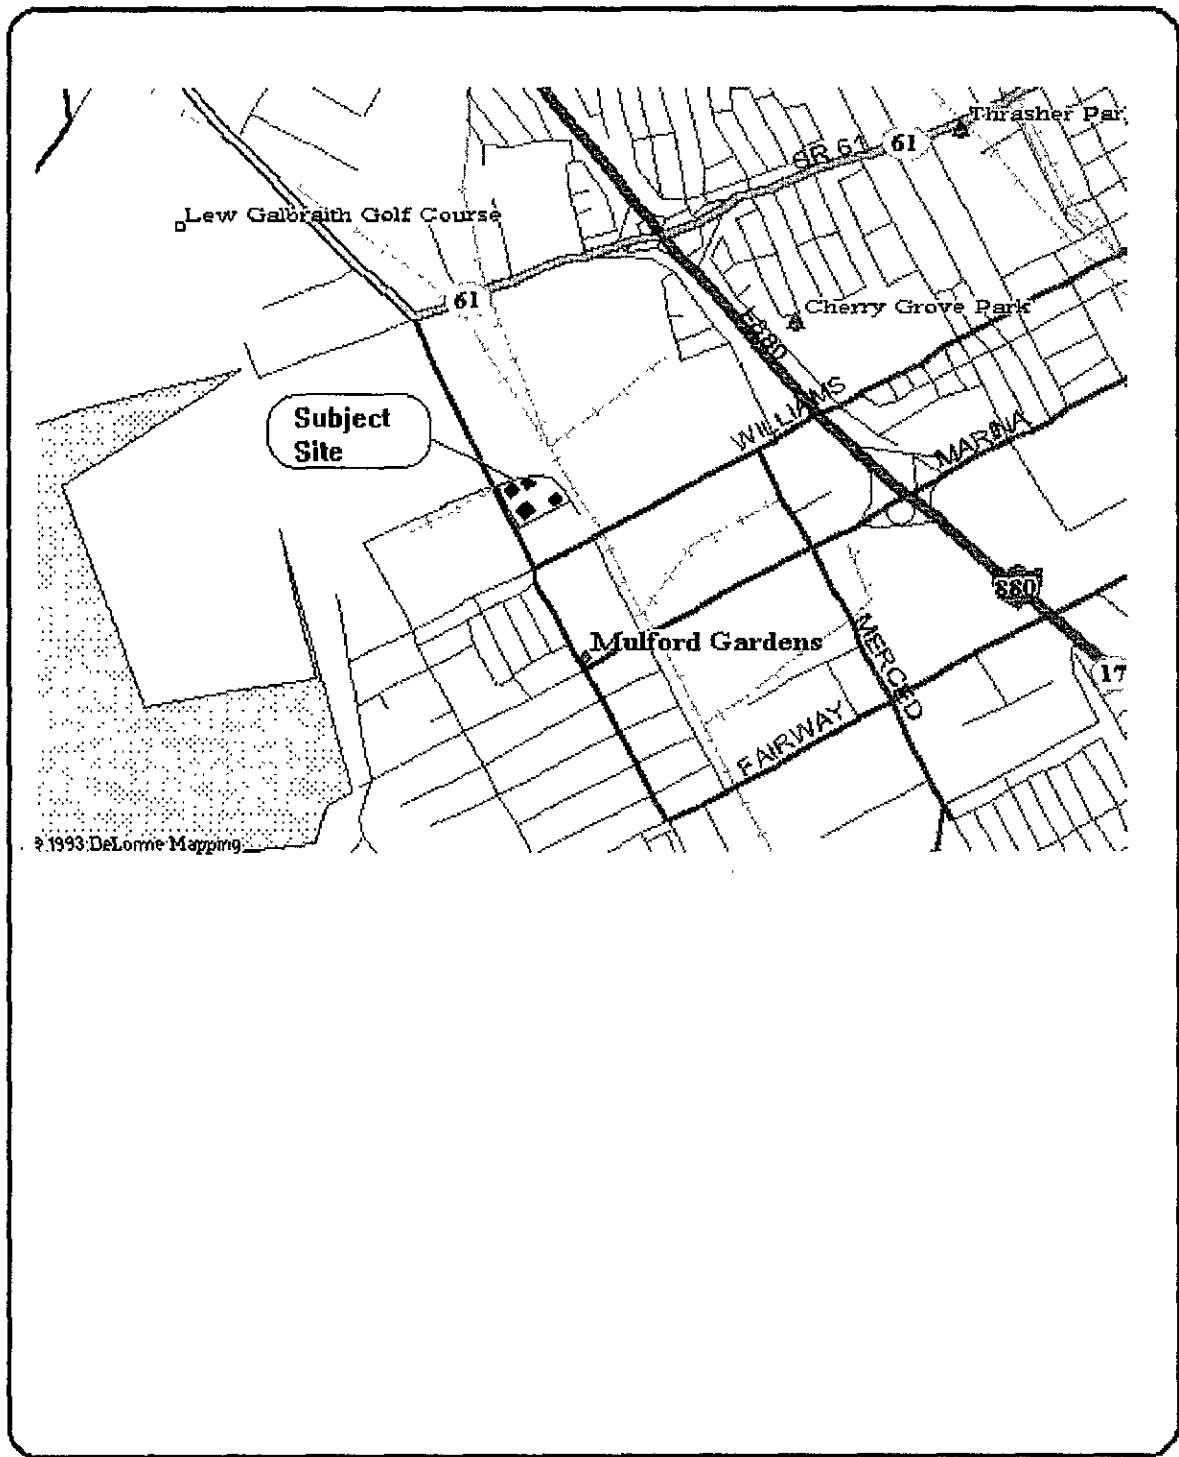 Thrasher Par
61
SR 61
Lew Galbraith Golf Course
61
Cherry Grove Park
I-880
Subject
Site
WILLIAMS
MARINA
880
Mulford Gardens
MERCED
17
FAIRWAY
1993 DeLorme Mapping